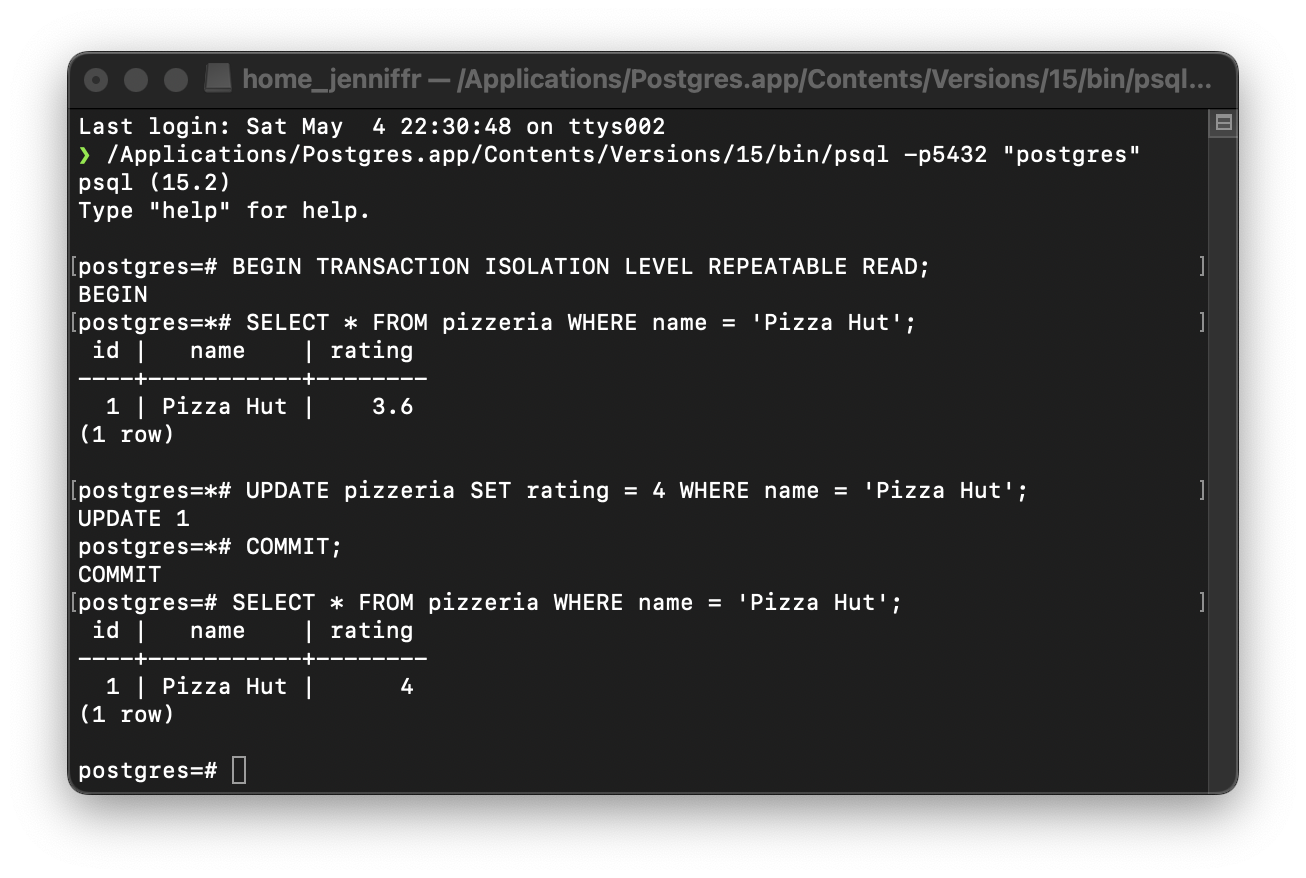 home_jenniffr — /Applications/Postgres.app/Contents/Versions/15/bin/psql...
Last login: Sat May  4 22:30:48 on ttys002
❯ /Applications/Postgres.app/Contents/Versions/15/bin/psql -p5432 "postgres"
psql (15.2)
Type "help" for help.

[postgres=# BEGIN TRANSACTION ISOLATION LEVEL REPEATABLE READ; ]
BEGIN
[postgres=*# SELECT * FROM pizzeria WHERE name = 'Pizza Hut'; ]
 id |   name    | rating
----+-----------+--------
  1 | Pizza Hut |    3.6
(1 row)

[postgres=*# UPDATE pizzeria SET rating = 4 WHERE name = 'Pizza Hut'; ]
UPDATE 1
postgres=*# COMMIT;
COMMIT
[postgres=# SELECT * FROM pizzeria WHERE name = 'Pizza Hut'; ]
 id |   name    | rating
----+-----------+--------
  1 | Pizza Hut |      4
(1 row)

postgres=#